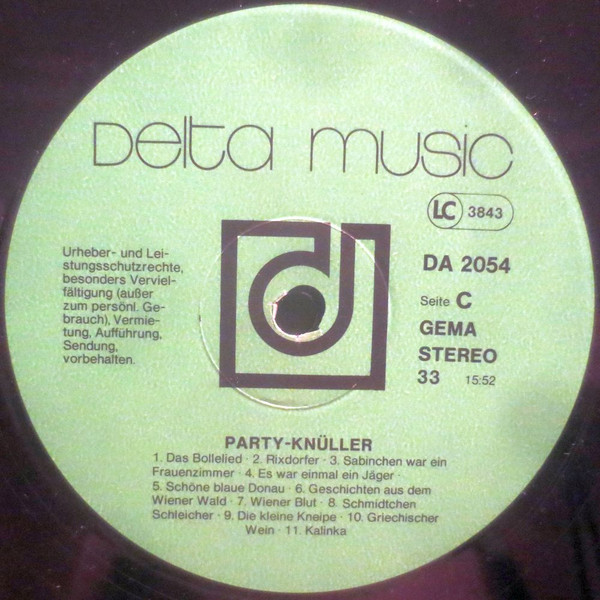 Delta music
LC 3843
Urheber- und Lei-
stungsschutzrechte,
besonders Verviel-
fältigung (außer
zum persönl. Ge-
brauch), Vermie-
tung, Aufführung,
Sendung,
vorbehalten.
d
DA 2054
Seite C
GEMA
STEREO
33 15:52
PARTY-KNÜLLER
1. Das Bollelied · 2. Rixdorfer · 3. Sabinchen war ein
Frauenzimmer · 4. Es war einmal ein Jäger ·
5. Schöne blaue Donau · 6. Geschichten aus dem
Wiener Wald · 7. Wiener Blut · 8. Schmidtchen
Schleicher · 9. Die kleine Kneipe · 10. Griechischer
Wein · 11. Kalinka